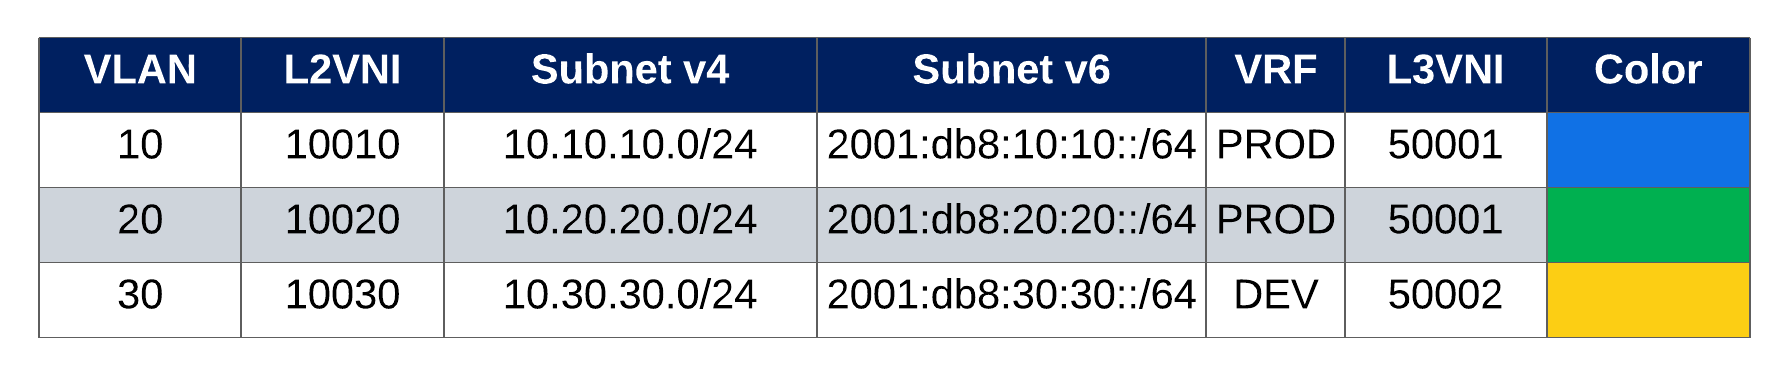 VLAN L2VNI Subnet v4 Subnet v6 VRF L3VNI Color
10 10010 10.10.10.0/24 2001:db8:10:10::/64 PROD 50001
20 10020 10.20.20.0/24 2001:db8:20:20::/64 PROD 50001
30 10030 10.30.30.0/24 2001:db8:30:30::/64 DEV 50002